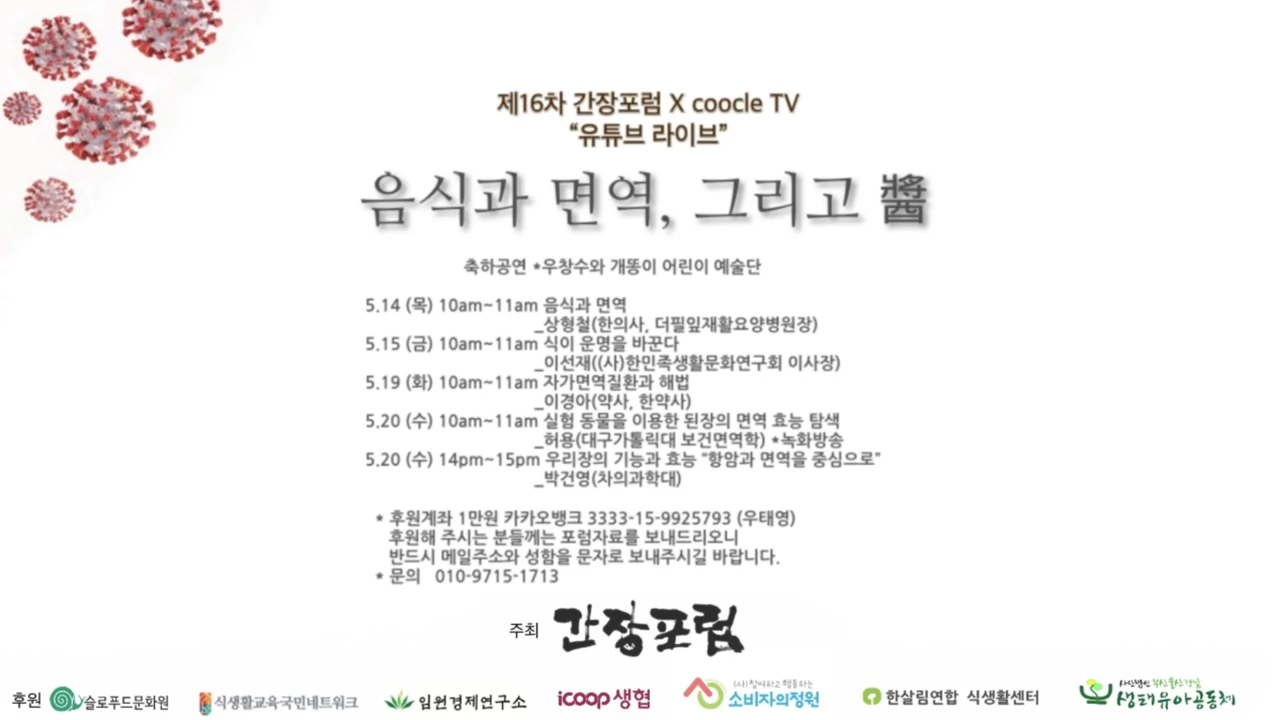 제16차 간장포럼 X coocle TV
“유튜브 라이브”
음식과 면역, 그리고 醬
축하공연 *우창수와 개똥이 어린이 예술단
5.14 (목) 10am~11am 음식과 면역
_상형철(한의사, 더필잎재활요양병원장)
5.15 (금) 10am~11am 식이 운명을 바꾼다
_이선재((사)한민족생활문화연구회 이사장)
5.19 (화) 10am~11am 자가면역질환과 해법
_이경아(약사, 한약사)
5.20 (수) 10am~11am 실험 동물을 이용한 된장의 면역 효능 탐색
_허용(대구가톨릭대 보건면역학) *녹화방송
5.20 (수) 14pm~15pm 우리장의 기능과 효능 “항암과 면역을 중심으로”
_박건영(차의과학대)
* 후원계좌 1만원 카카오뱅크 3333-15-9925793 (우태영)
후원해 주시는 분들께는 포럼자료를 보내드리오니
반드시 메일주소와 성함을 문자로 보내주시길 바랍니다.
* 문의 010-9715-1713
주최 간장포럼
후원 슬로푸드문화원 식생활교육국민네트워크 임원경제연구소 icoop 생협 (사)함께하고 행동하는 소비자의정원 한살림연합 식생활센터 생태유아공동체